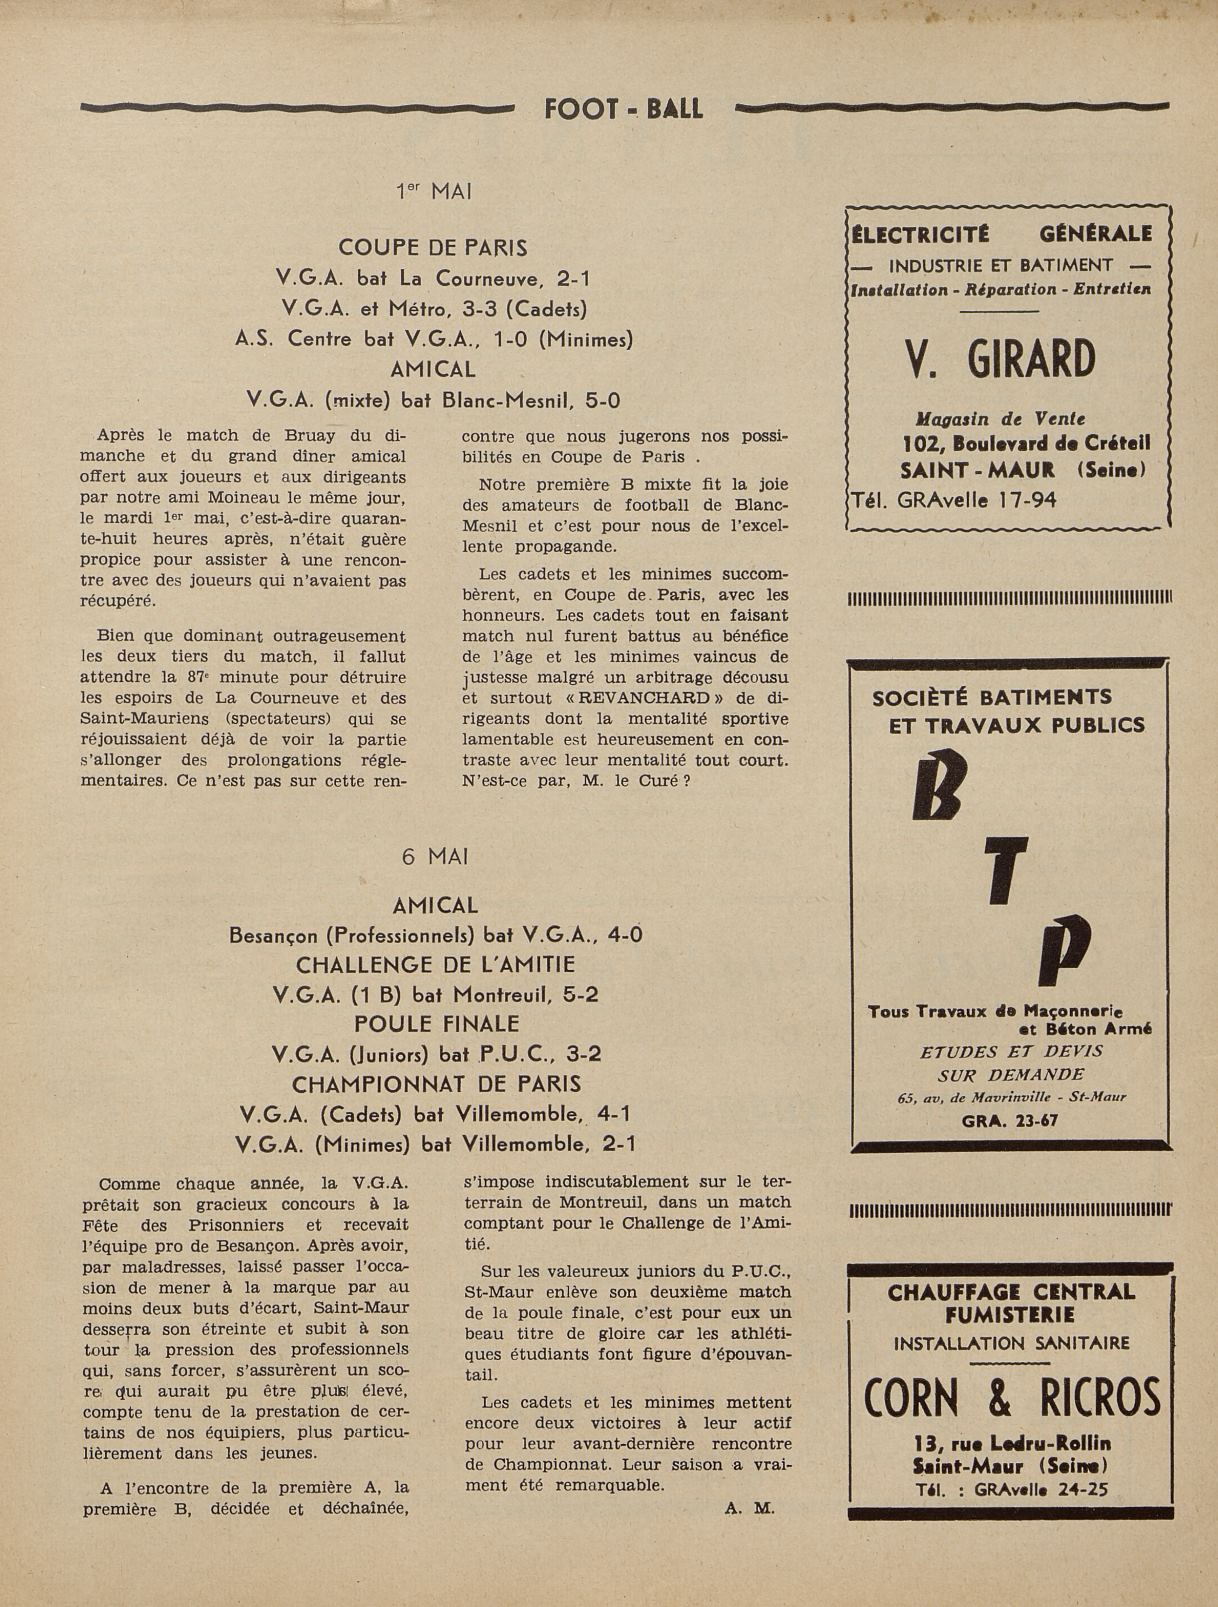 FOOT - BALL
1er MAI
COUPE DE PARIS
V.G.A. bat La Courneuve, 2-1
V.G.A. et Métro, 3-3 (Cadets)
A.S. Centre bat V.G.A., 1-0 (Minimes)
AMICAL
V.G.A. (mixte) bat Blanc-Mesnil, 5-0
Après le match de Bruay du di-
manche et du grand dîner amical
offert aux joueurs et aux dirigeants
par notre ami Moineau le même jour,
le mardi 1er mai, c'est-à-dire quaran-
te-huit heures après, n'était guère
propice pour assister à une rencon-
tre avec des joueurs qui n'avaient pas
récupéré.
Bien que dominant outrageusement
les deux tiers du match, il fallut
attendre la 87e minute pour détruire
les espoirs de La Courneuve et des
Saint-Mauriens (spectateurs) qui se
réjouissaient déjà de voir la partie
s'allonger des prolongations régle-
mentaires. Ce n'est pas sur cette ren-
contre que nous jugerons nos possi-
bilités en Coupe de Paris .
Notre première B mixte fit la joie
des amateurs de football de Blanc-
Mesnil et c'est pour nous de l'excel-
lente propagande.
Les cadets et les minimes succom-
bèrent, en Coupe de Paris, avec les
honneurs. Les cadets tout en faisant
match nul furent battus au bénéfice
de l'âge et les minimes vaincus de
justesse malgré un arbitrage décousu
et surtout « REVANCHARD » de di-
rigeants dont la mentalité sportive
lamentable est heureusement en con-
traste avec leur mentalité tout court.
N'est-ce par, M. le Curé ?
6 MAI
AMICAL
Besançon (Professionnels) bat V.G.A., 4-0
CHALLENGE DE L'AMITIE
V.G.A. (1 B) bat Montreuil, 5-2
POULE FINALE
V.G.A. (Juniors) bat P.U.C., 3-2
CHAMPIONNAT DE PARIS
V.G.A. (Cadets) bat Villemomble, 4-1
V.G.A. (Minimes) bat Villemomble, 2-1
Comme chaque année, la V.G.A.
prêtait son gracieux concours à la
Fête des Prisonniers et recevait
l'équipe pro de Besançon. Après avoir,
par maladresses, laissé passer l'occa-
sion de mener à la marque par au
moins deux buts d'écart, Saint-Maur
desserra son étreinte et subit à son
tour la pression des professionnels
qui, sans forcer, s'assurèrent un sco-
re qui aurait pu être plus élevé,
compte tenu de la prestation de cer-
tains de nos équipiers, plus particu-
lièrement dans les jeunes.
A l'encontre de la première A, la
première B, décidée et déchaînée,
s'impose indiscutablement sur le ter-
terrain de Montreuil, dans un match
comptant pour le Challenge de l'Ami-
tié.
Sur les valeureux juniors du P.U.C.,
St-Maur enlève son deuxième match
de la poule finale, c'est pour eux un
beau titre de gloire car les athléti-
ques étudiants font figure d'épouvan-
tail.
Les cadets et les minimes mettent
encore deux victoires à leur actif
pour leur avant-dernière rencontre
de Championnat. Leur saison a vrai-
ment été remarquable.
A. M.
ÉLECTRICITÉ GÉNÉRALE
— INDUSTRIE ET BATIMENT —
Installation - Réparation - Entretien
V. GIRARD
Magasin de Vente
102, Boulevard de Créteil
SAINT-MAUR (Seine)
Tél. GRAvelle 17-94
SOCIÈTÉ BATIMENTS
ET TRAVAUX PUBLICS
B
T
P
Tous Travaux de Maçonnerie
et Béton Armé
ETUDES ET DEVIS
SUR DEMANDE
65, av, de Mavrinville - St-Maur
GRA. 23-67
CHAUFFAGE CENTRAL
FUMISTERIE
INSTALLATION SANITAIRE
CORN & RICROS
13, rue Ledru-Rollin
Saint-Maur (Seine)
Tél. : GRAvelle 24-25